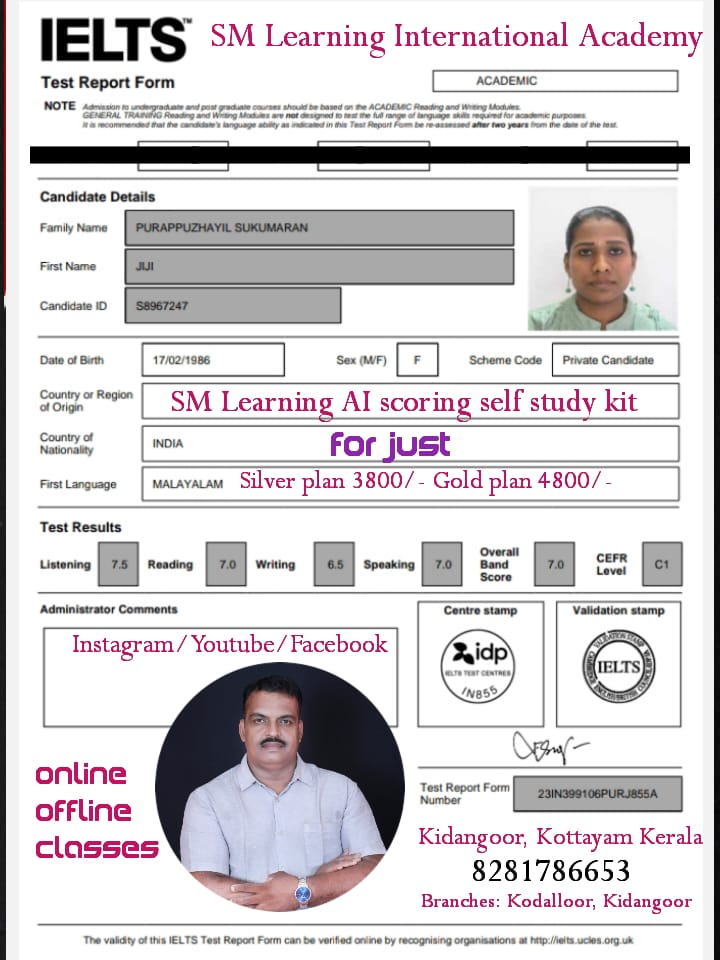 IELTS™ SM Learning International Academy
Test Report Form ACADEMIC
NOTE Admission to undergraduate and post graduate courses should be based on the ACADEMIC Reading and Writing Modules.
GENERAL TRAINING Reading and Writing Modules are not designed to test the full range of language skills required for academic purposes.
It is recommended that the candidate's language ability as indicated in this Test Report Form be re-assessed after two years from the date of the test.
Candidate Details
Family Name PURAPPUZHAYIL SUKUMARAN
First Name JIJI
Candidate ID S8967247
Date of Birth 17/02/1986 Sex (M/F) F Scheme Code Private Candidate
Country or Region
of Origin SM Learning AI scoring self study kit
Country of
Nationality INDIA for just
First Language MALAYALAM Silver plan 3800/- Gold plan 4800/-
Test Results
Listening 7.5 Reading 7.0 Writing 6.5 Speaking 7.0 Overall Band Score 7.0 CEFR Level C1
Administrator Comments Centre stamp Validation stamp
Instagram/Youtube/Facebook
idp
IELTS TEST CENTRES
IN855
VALIDATION STAMP
IELTS
online
offline
classes
Test Report Form
Number 23IN399106PURJ855A
Kidangoor, Kottayam Kerala
8281786653
Branches: Kodalloor, Kidangoor
The validity of this IELTS Test Report Form can be verified online by recognising organisations at http://ielts.ucles.org.uk